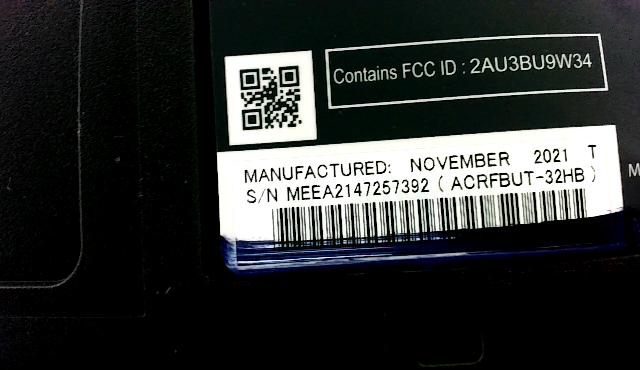 Contains FCC ID : 2AU3BU9W34
MANUFACTURED: NOVEMBER 2021 T
S/N MEEA2147257392 ( ACRFBUT-32HB )
M